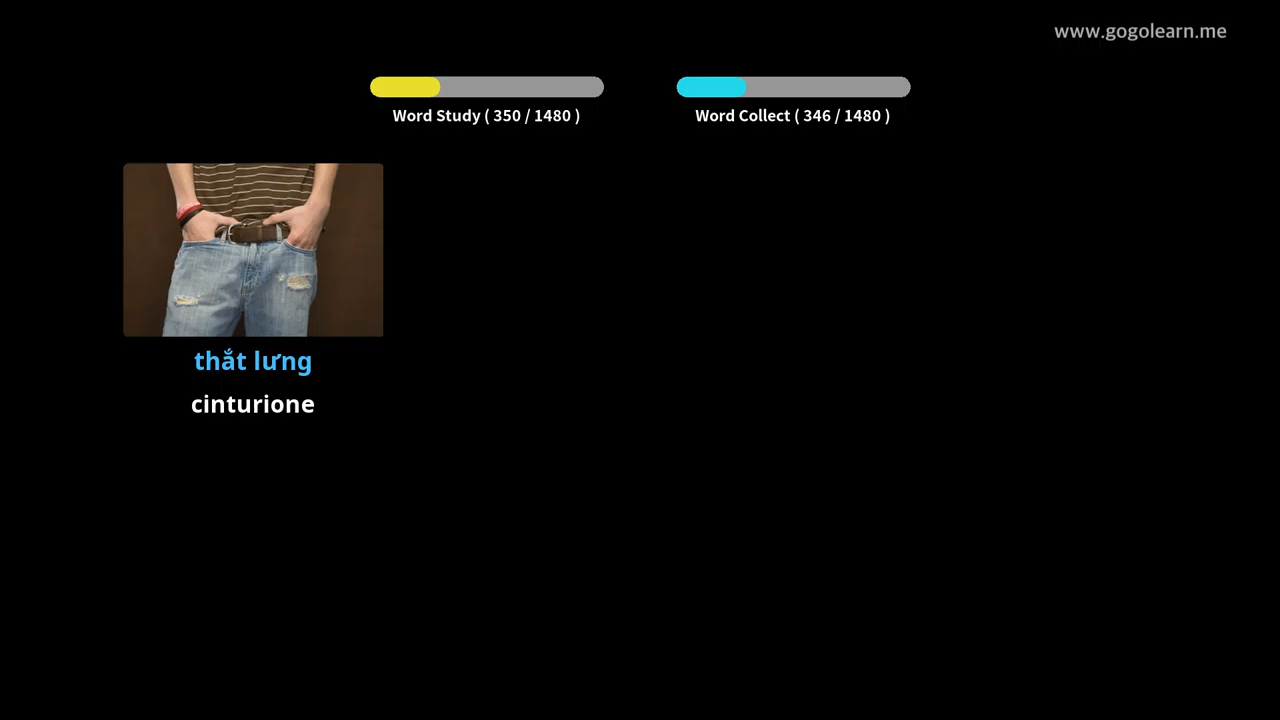 www.gogolearn.me
Word Study ( 350 / 1480 )
Word Collect ( 346 / 1480 )
thắt lưng
cinturione